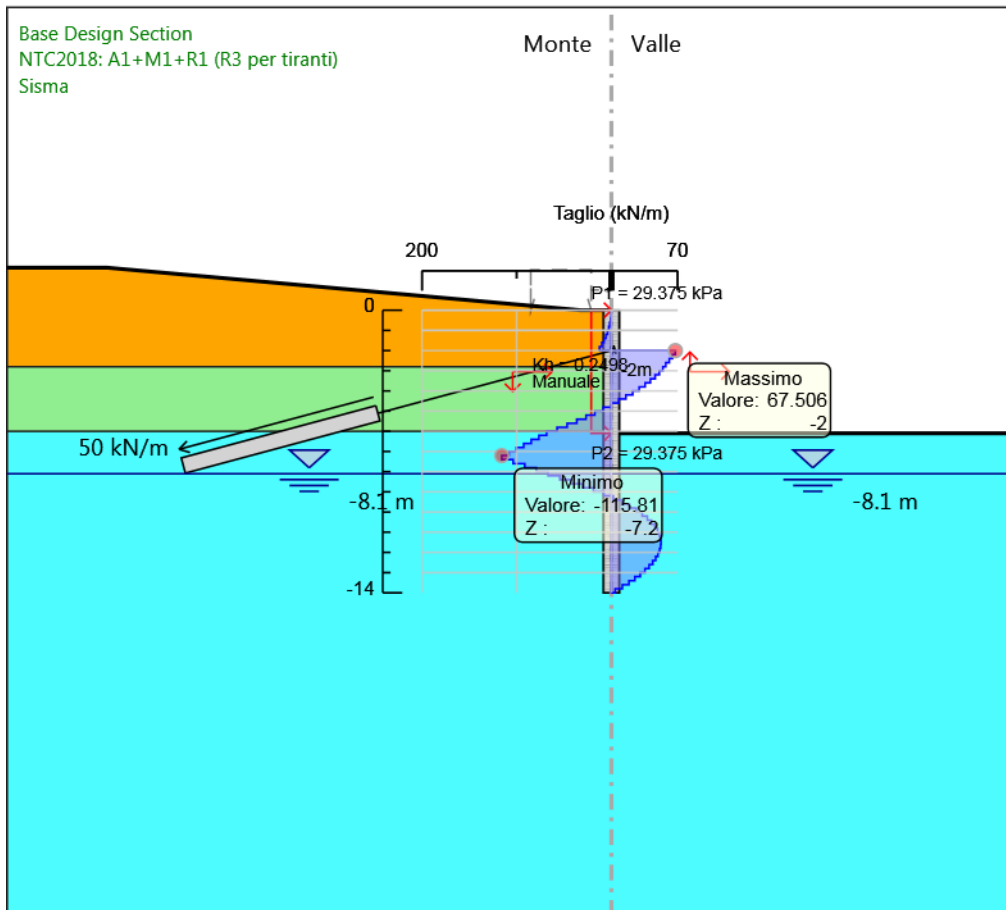 Base Design Section
NTC2018: A1+M1+R1 (R3 per tiranti)
Sisma
Monte
Valle
Taglio (kN/m)
200
70
P1 = 29.375 kPa
0
Kh = 0.2498
-2m
Manuale
Massimo
Valore: 67.506
Z : -2
50 kN/m
P2 = 29.375 kPa
Minimo
Valore: -115.81
Z : -7.2
-8.1 m
-8.1 m
-14